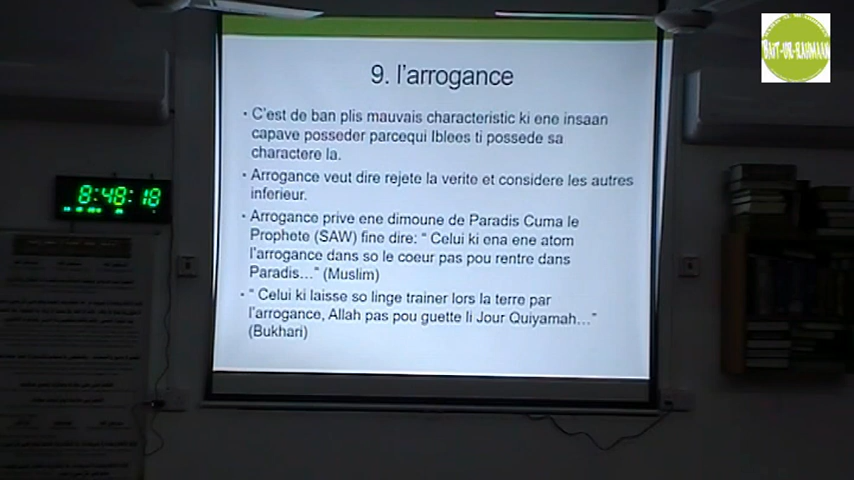 BAIT-UR-RAHMAAN
9. l'arrogance
• C'est de ban plis mauvais characteristic ki ene insaan
capave posseder parcequi Iblees ti possede sa
charactere la.
• Arrogance veut dire rejete la verite et considere les autres
inferieur.
• Arrogance prive ene dimoune de Paradis Cuma le
Prophete (SAW) fine dire: “ Celui ki ena ene atom
l'arrogance dans so le coeur pas pou rentre dans
Paradis…” (Muslim)
• “ Celui ki laisse so linge trainer lors la terre par
l'arrogance, Allah pas pou guette li Jour Quiyamah…”
(Bukhari)
8:48:18